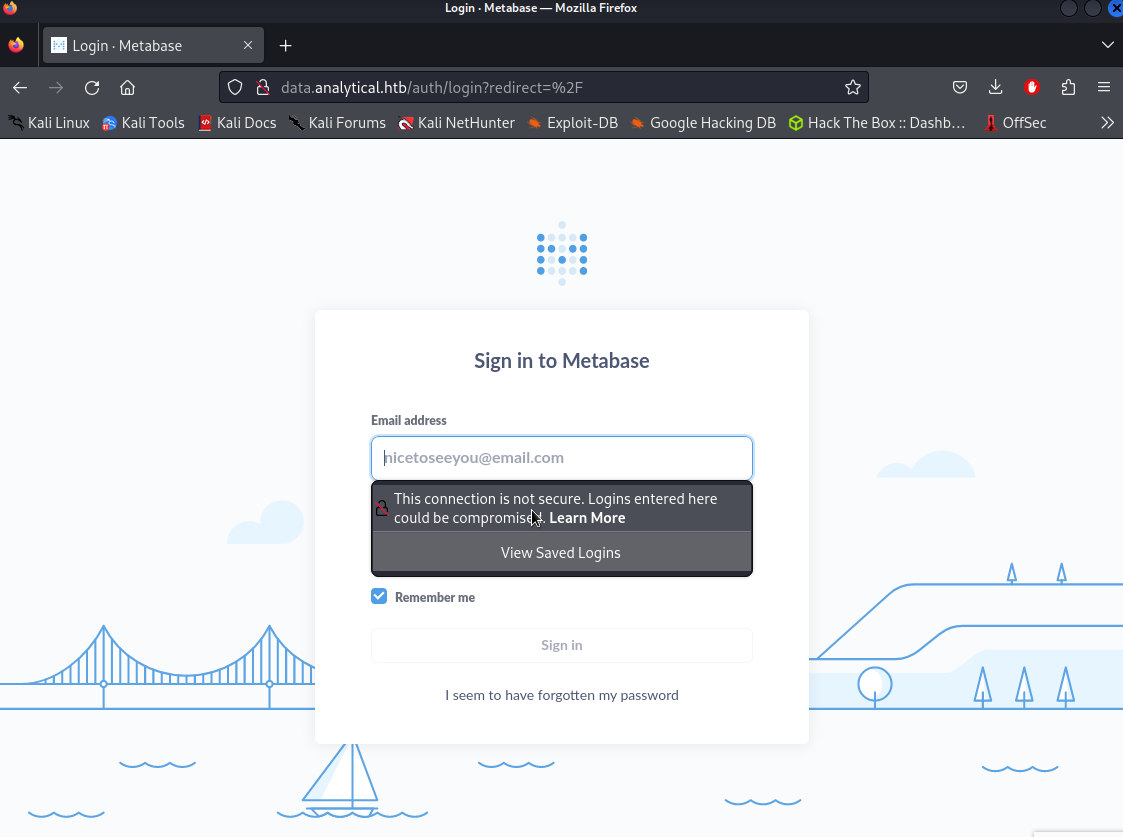 Login · Metabase — Mozilla Firefox
Login · Metabase
data.analytical.htb/auth/login?redirect=%2F
Kali Linux Kali Tools Kali Docs Kali Forums Kali NetHunter Exploit-DB Google Hacking DB Hack The Box :: Dashb… OffSec
Sign in to Metabase
Email address
nicetoseeyou@email.com
This connection is not secure. Logins entered here
could be compromised. Learn More
View Saved Logins
Remember me
Sign in
I seem to have forgotten my password